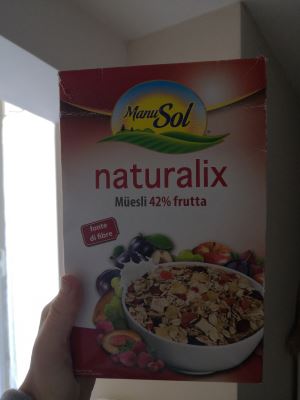 Manu Sol
naturalix
Müesli 42% frutta
fonte
di fibre